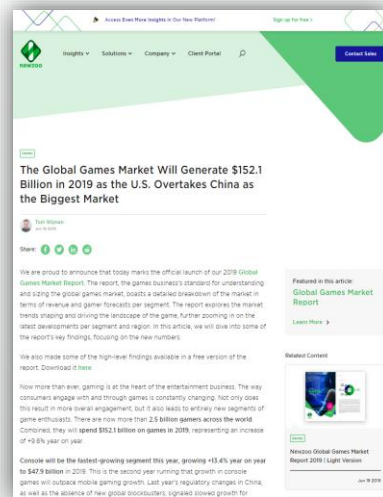 Access Even More Insights in Our New Platform!
Sign up for free >
newzoo
Insights
Solutions
Company
Client Portal
Contact Sales
The Global Games Market Will Generate $152.1
Billion in 2019 as the U.S. Overtakes China as
the Biggest Market
Tom Wijman
Share:
We are proud to announce that today marks the official launch of our 2019 Global
Games Market Report. The report, the games business's standard for understanding
and sizing the global games market, boasts a detailed breakdown of the market in
terms of revenue and gamer forecasts per segment. The report explores the market
trends shaping and driving the landscape of the game, further zooming in on the
latest developments per segment and region. In this article, we will dive into some of
the report's key findings, focusing on the new numbers.
We also made some of the high-level findings available in a free version of the
report. Download it here.
Now more than ever, gaming is at the heart of the entertainment business. The way
consumers engage with and through games is constantly changing. Not only does
this result in more overall engagement, but it also leads to entirely new segments of
game enthusiasts. There are now more than 2.5 billion gamers across the world.
Combined, they will spend $152.1 billion on games in 2019, representing an increase
of +9.6% year on year.
Console will be the fastest-growing segment this year, growing +13.4% year on year
to $47.9 billion in 2019. This is the second year running that growth in console
games will outpace mobile gaming growth. Last year's regulatory changes in China,
as well as the absence of new global blockbusters, signaled slowed growth for
Featured in this article:
Global Games Market
Report
Learn More >
Related Content
Newzoo Global Games Market
Report 2019 | Light Version
Jun 18 2019